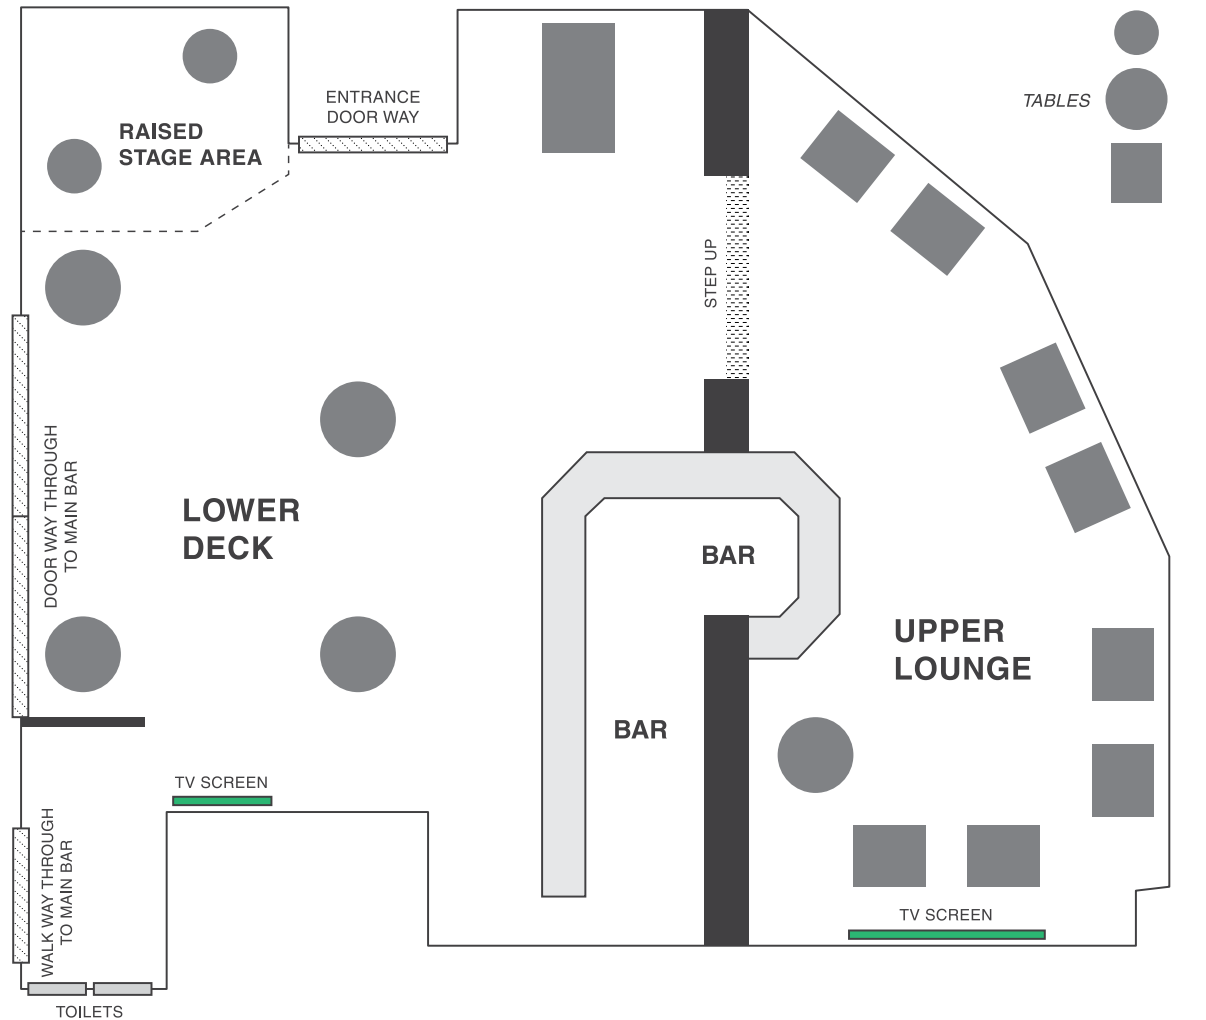 ENTRANCE
DOOR WAY
TABLES
RAISED
STAGE AREA
STEP UP
DOOR WAY THROUGH
TO MAIN BAR
LOWER
DECK
BAR
UPPER
LOUNGE
BAR
TV SCREEN
WALK WAY THROUGH
TO MAIN BAR
TV SCREEN
TOILETS